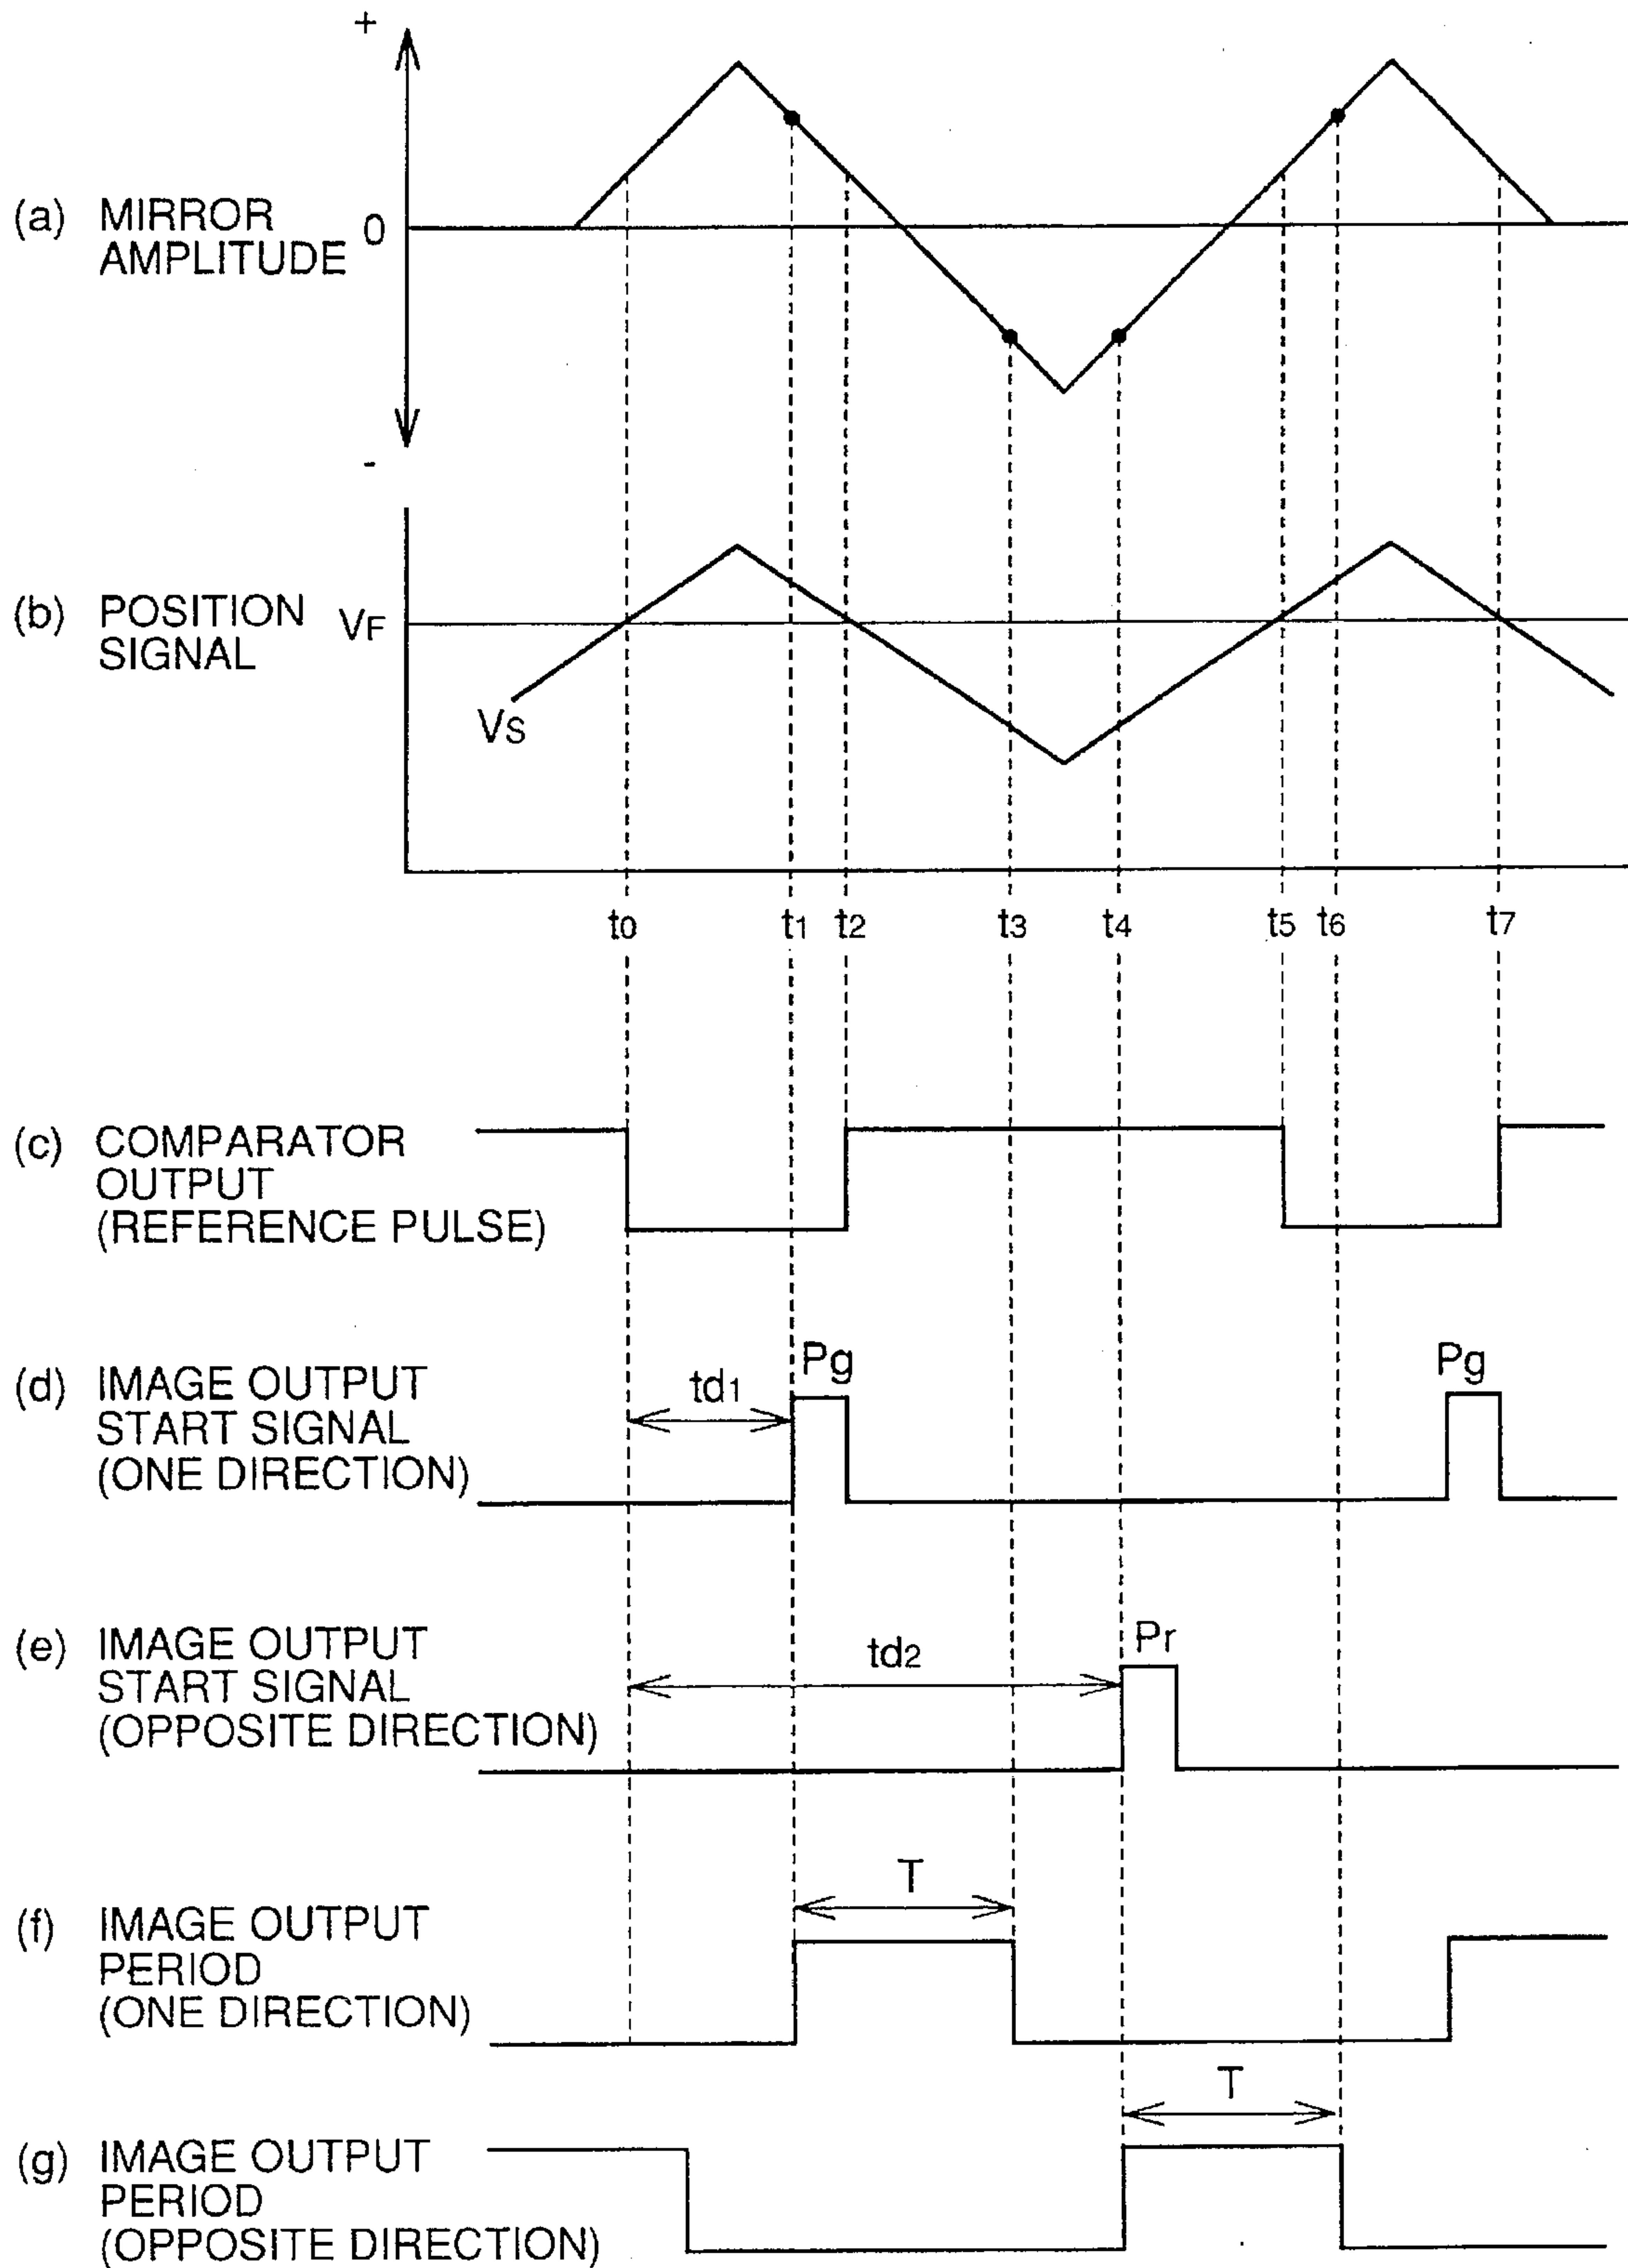 +
(a) MIRROR
AMPLITUDE
0
-
(b) POSITION
SIGNAL
VF
VS
t0 t1 t2 t3 t4 t5 t6 t7
(c) COMPARATOR
OUTPUT
(REFERENCE PULSE)
(d) IMAGE OUTPUT
START SIGNAL
(ONE DIRECTION)
td1
Pg
Pg
(e) IMAGE OUTPUT
START SIGNAL
(OPPOSITE DIRECTION)
td2
Pr
(f) IMAGE OUTPUT
PERIOD
(ONE DIRECTION)
T
(g) IMAGE OUTPUT
PERIOD
(OPPOSITE DIRECTION)
T